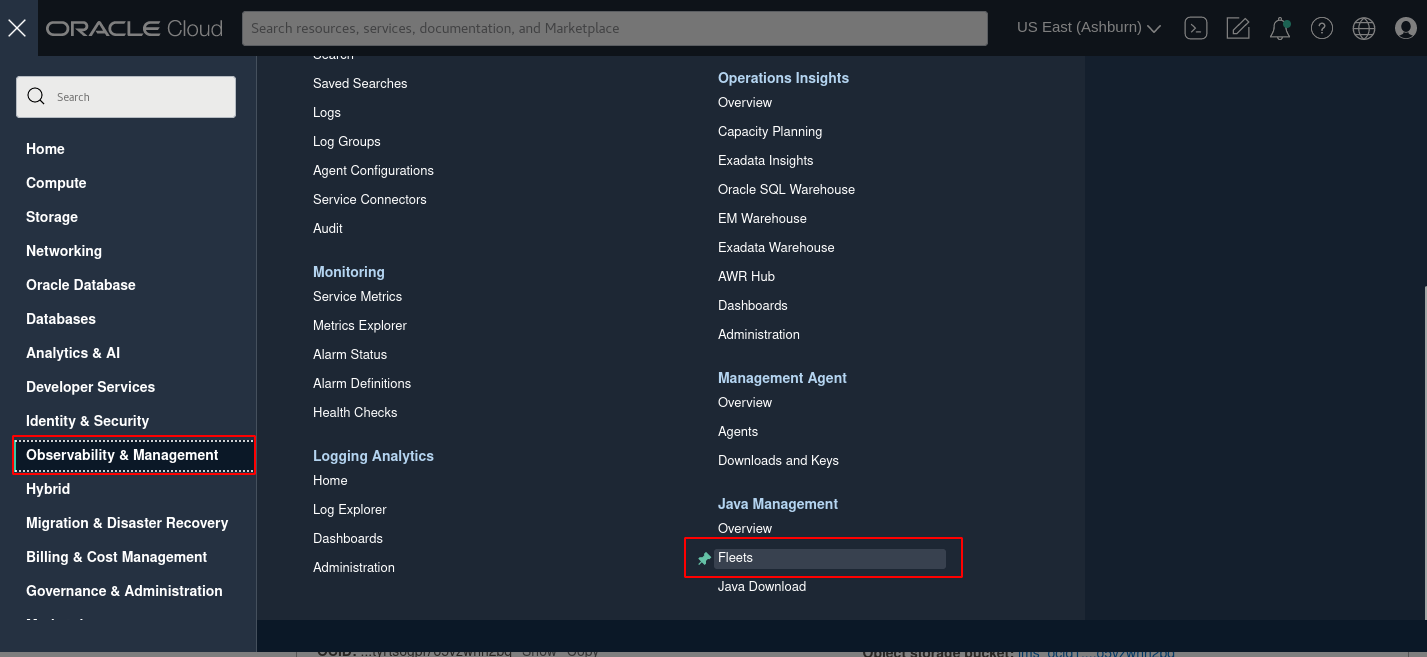 ORACLE Cloud
Search resources, services, documentation, and Marketplace
US East (Ashburn)
Search
Home
Compute
Storage
Networking
Oracle Database
Databases
Analytics & AI
Developer Services
Identity & Security
Observability & Management
Hybrid
Migration & Disaster Recovery
Billing & Cost Management
Governance & Administration
Search
Saved Searches
Logs
Log Groups
Agent Configurations
Service Connectors
Audit
Monitoring
Service Metrics
Metrics Explorer
Alarm Status
Alarm Definitions
Health Checks
Logging Analytics
Home
Log Explorer
Dashboards
Administration
Operations Insights
Overview
Capacity Planning
Exadata Insights
Oracle SQL Warehouse
EM Warehouse
Exadata Warehouse
AWR Hub
Dashboards
Administration
Management Agent
Overview
Agents
Downloads and Keys
Java Management
Overview
Fleets
Java Download
Object storage bucket: